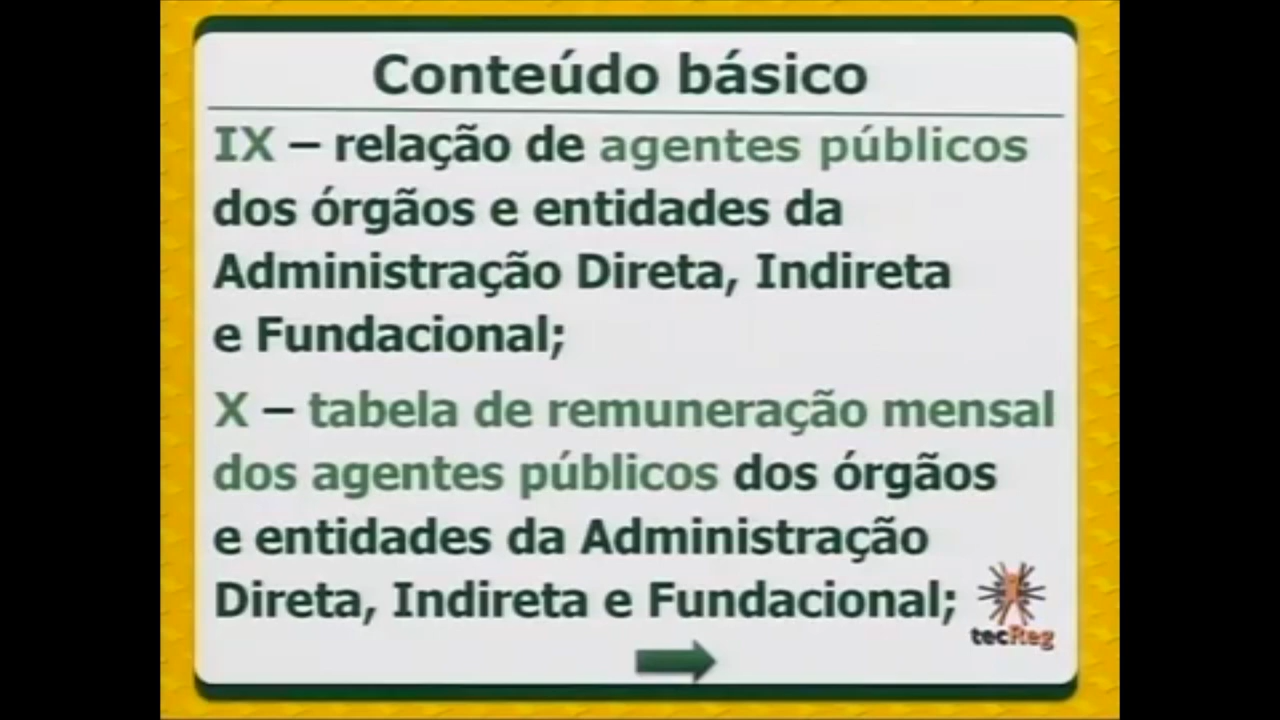 Conteúdo básico
IX – relação de agentes públicos
dos órgãos e entidades da
Administração Direta, Indireta
e Fundacional;
X – tabela de remuneração mensal
dos agentes públicos dos órgãos
e entidades da Administração
Direta, Indireta e Fundacional;
tecReg